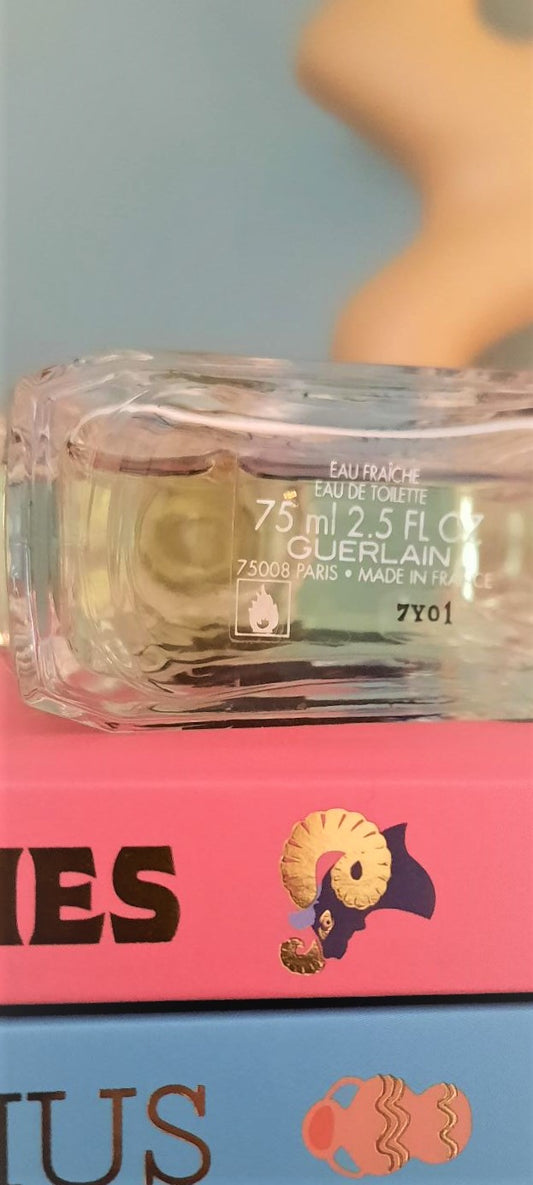 EAU FRAÎCHE
EAU DE TOILETTE
75 ml 2.5 FL OZ
GUERLAIN
75008 PARIS • MADE IN FRANCE
7Y01
IES
IUS